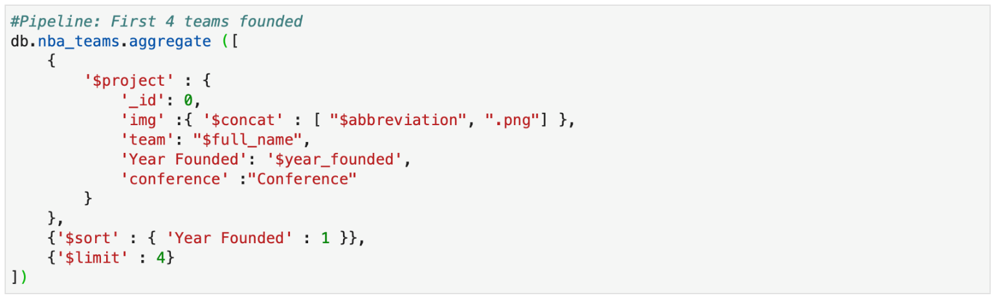 #Pipeline: First 4 teams founded
db.nba_teams.aggregate ([
    {
        '$project' : {
            '_id': 0,
            'img' :{ '$concat' : [ "$abbreviation", ".png"] },
            'team': "$full_name",
            'Year Founded': '$year_founded',
            'conference' :"Conference"
        }
    },
    {'$sort' : { 'Year Founded' : 1 }},
    {'$limit' : 4}
])